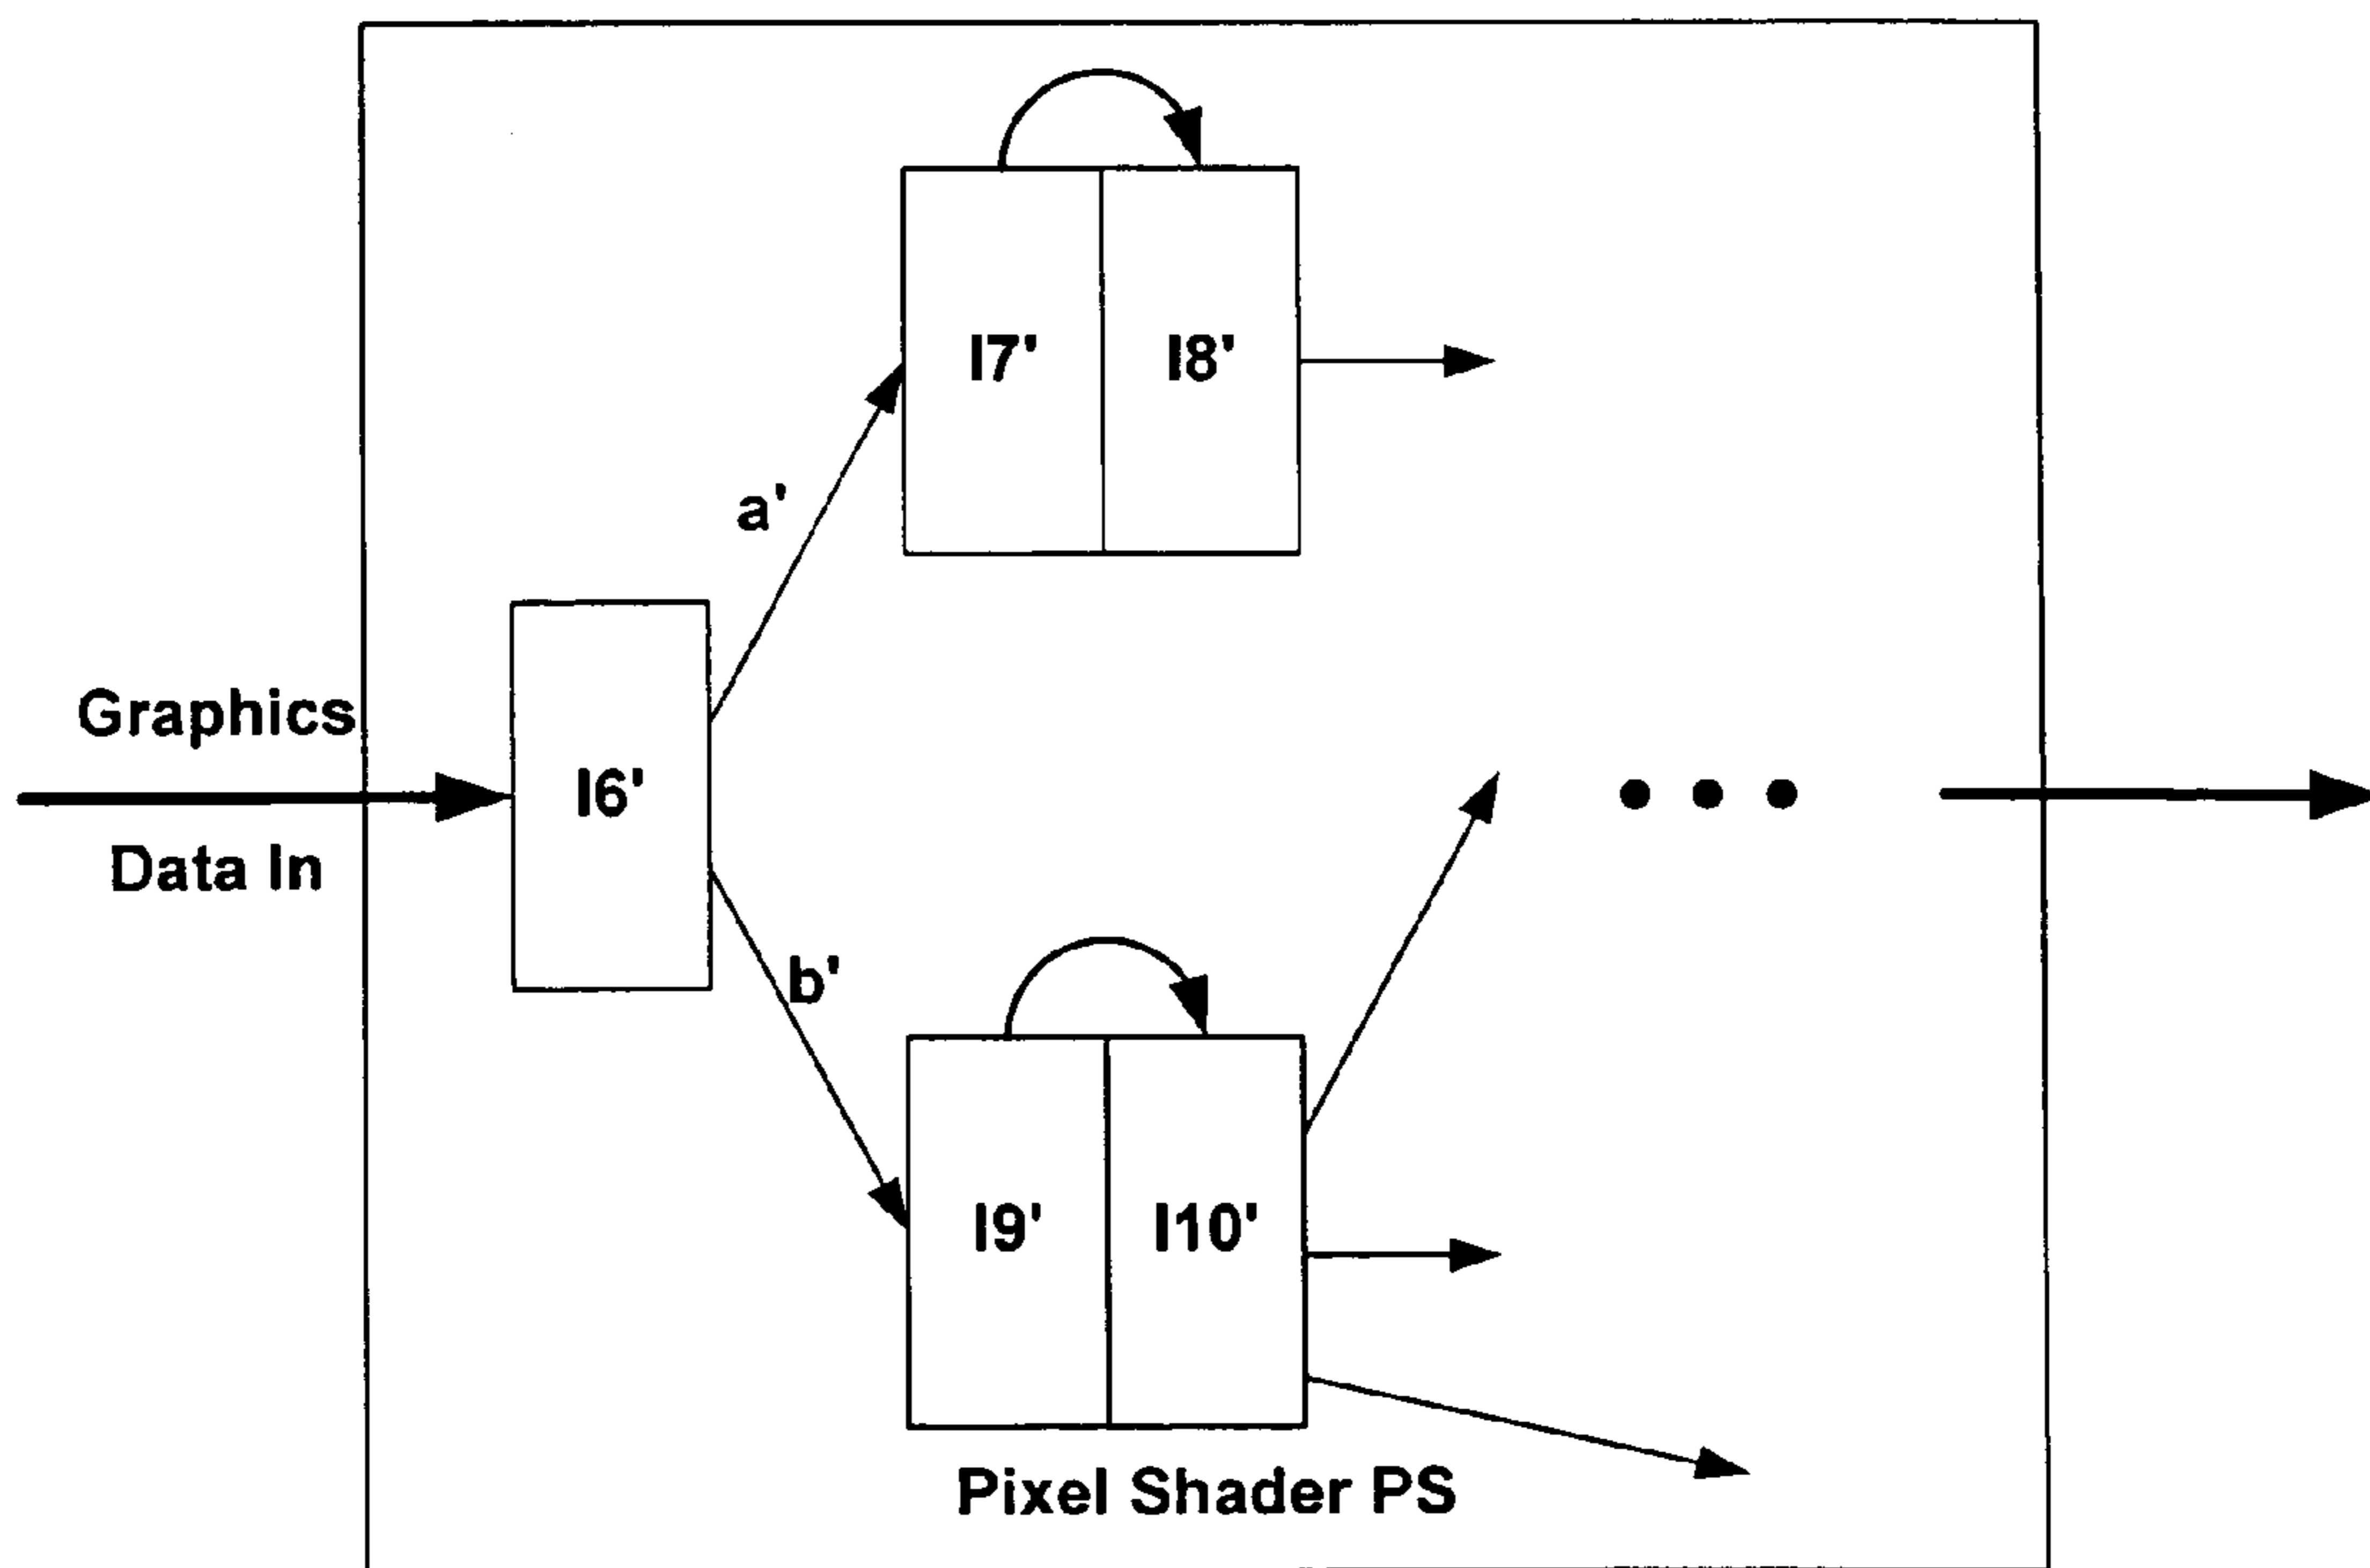 I7'
I8'
a'
Graphics
I6'
Data In
b'
I9'
I10'
Pixel Shader PS